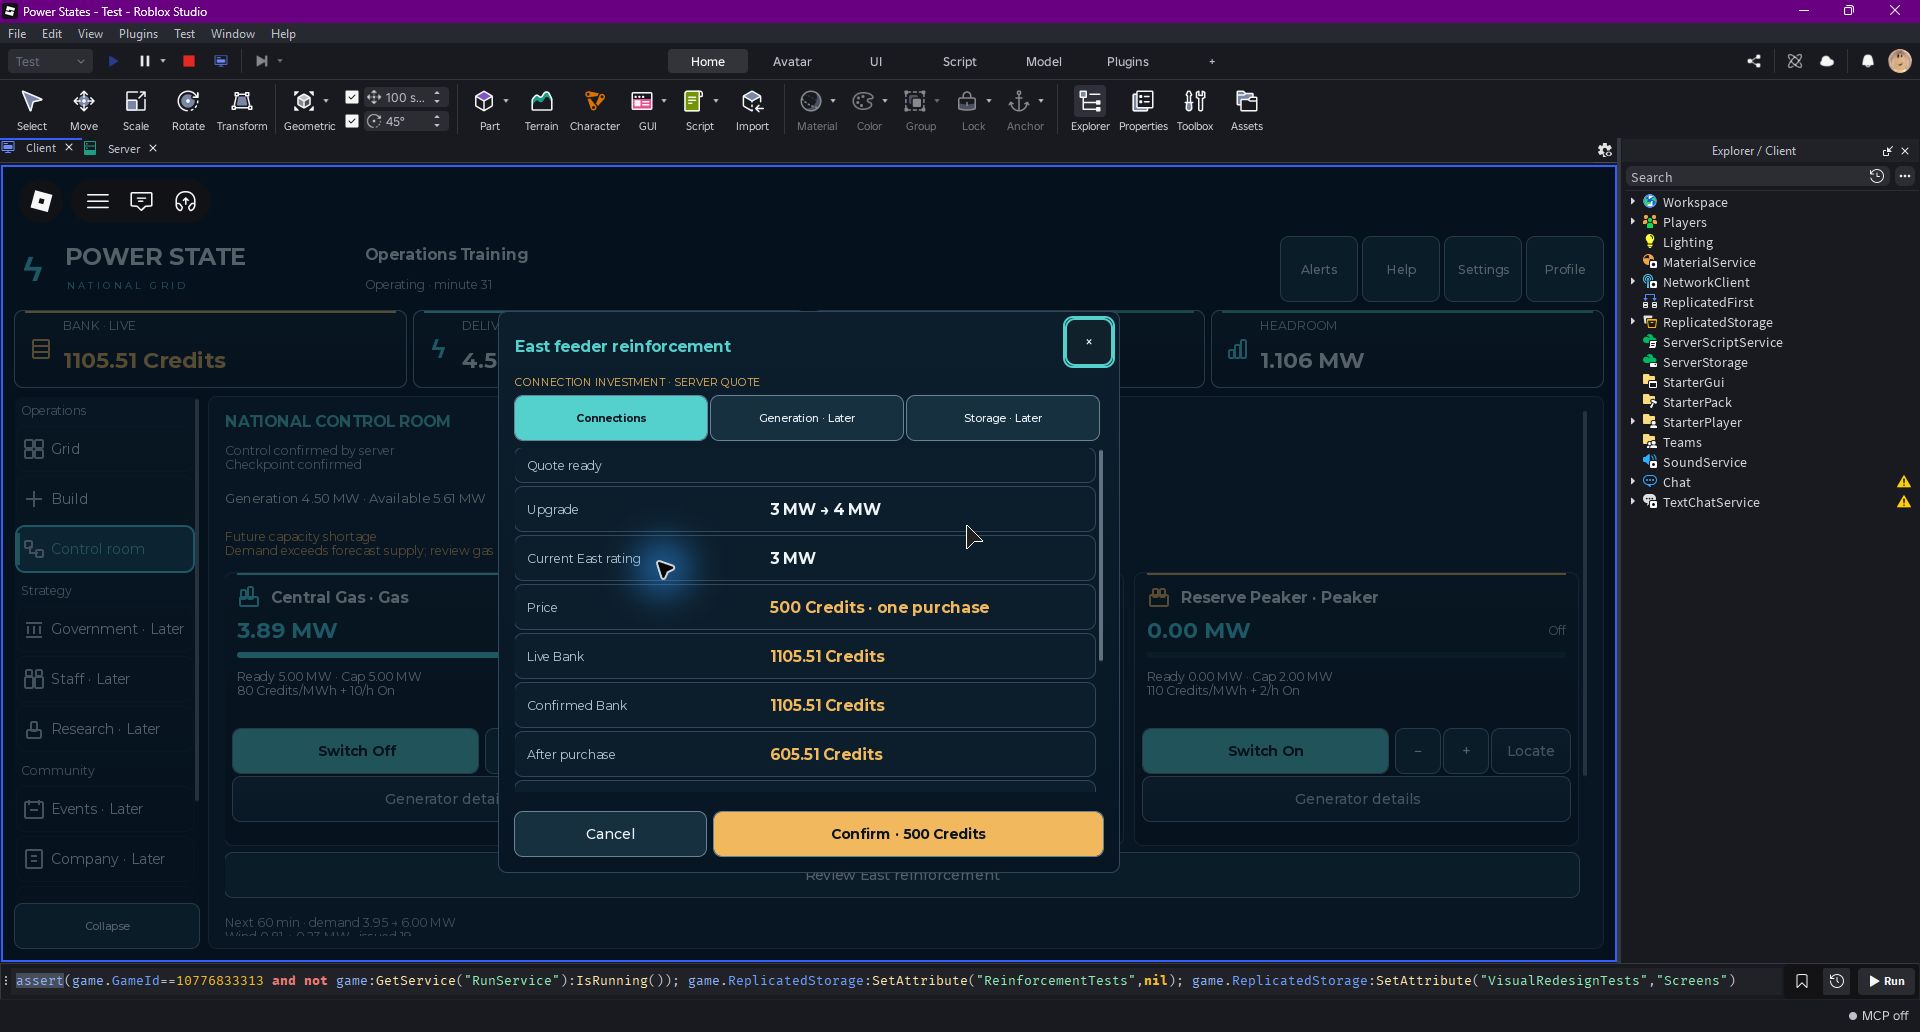 Power States - Test - Roblox Studio
File Edit View Plugins Test Window Help
Test
Home Avatar UI Script Model Plugins +
100 s...
45°
Select Move Scale Rotate Transform Geometric Part Terrain Character GUI Script Import Material Color Group Lock Anchor Explorer Properties Toolbox Assets
Client Server
Explorer / Client
Search
Workspace
Players
Lighting
MaterialService
NetworkClient
ReplicatedFirst
ReplicatedStorage
ServerScriptService
ServerStorage
StarterGui
StarterPack
StarterPlayer
Teams
SoundService
Chat
TextChatService
POWER STATE
NATIONAL GRID
Operations Training
Operating · minute 31
Alerts Help Settings Profile
BANK · LIVE
1105.51 Credits
DELIV
4.5
HEADROOM
1.106 MW
Operations
Grid
Build
Control room
Strategy
Government · Later
Staff · Later
Research · Later
Community
Events · Later
Company · Later
Collapse
NATIONAL CONTROL ROOM
Control confirmed by server
Checkpoint confirmed
Generation 4.50 MW · Available 5.61 MW
Future capacity shortage
Demand exceeds forecast supply; review gas
Central Gas · Gas
3.89 MW
Ready 5.00 MW · Cap 5.00 MW
80 Credits/MWh + 10/h On
Switch Off
Generator detai
East feeder reinforcement
×
CONNECTION INVESTMENT · SERVER QUOTE
Connections Generation · Later Storage · Later
Quote ready
Upgrade 3 MW → 4 MW
Current East rating 3 MW
Price 500 Credits · one purchase
Live Bank 1105.51 Credits
Confirmed Bank 1105.51 Credits
After purchase 605.51 Credits
Cancel Confirm · 500 Credits
Reserve Peaker · Peaker
0.00 MW Off
Ready 0.00 MW · Cap 2.00 MW
110 Credits/MWh + 2/h On
Switch On − + Locate
Generator details
Review East reinforcement
Next 60 min · demand 3.95 → 6.00 MW
assert(game.GameId==10776833313 and not game:GetService("RunService"):IsRunning()); game.ReplicatedStorage:SetAttribute("ReinforcementTests",nil); game.ReplicatedStorage:SetAttribute("VisualRedesignTests","Screens")
Run
MCP off